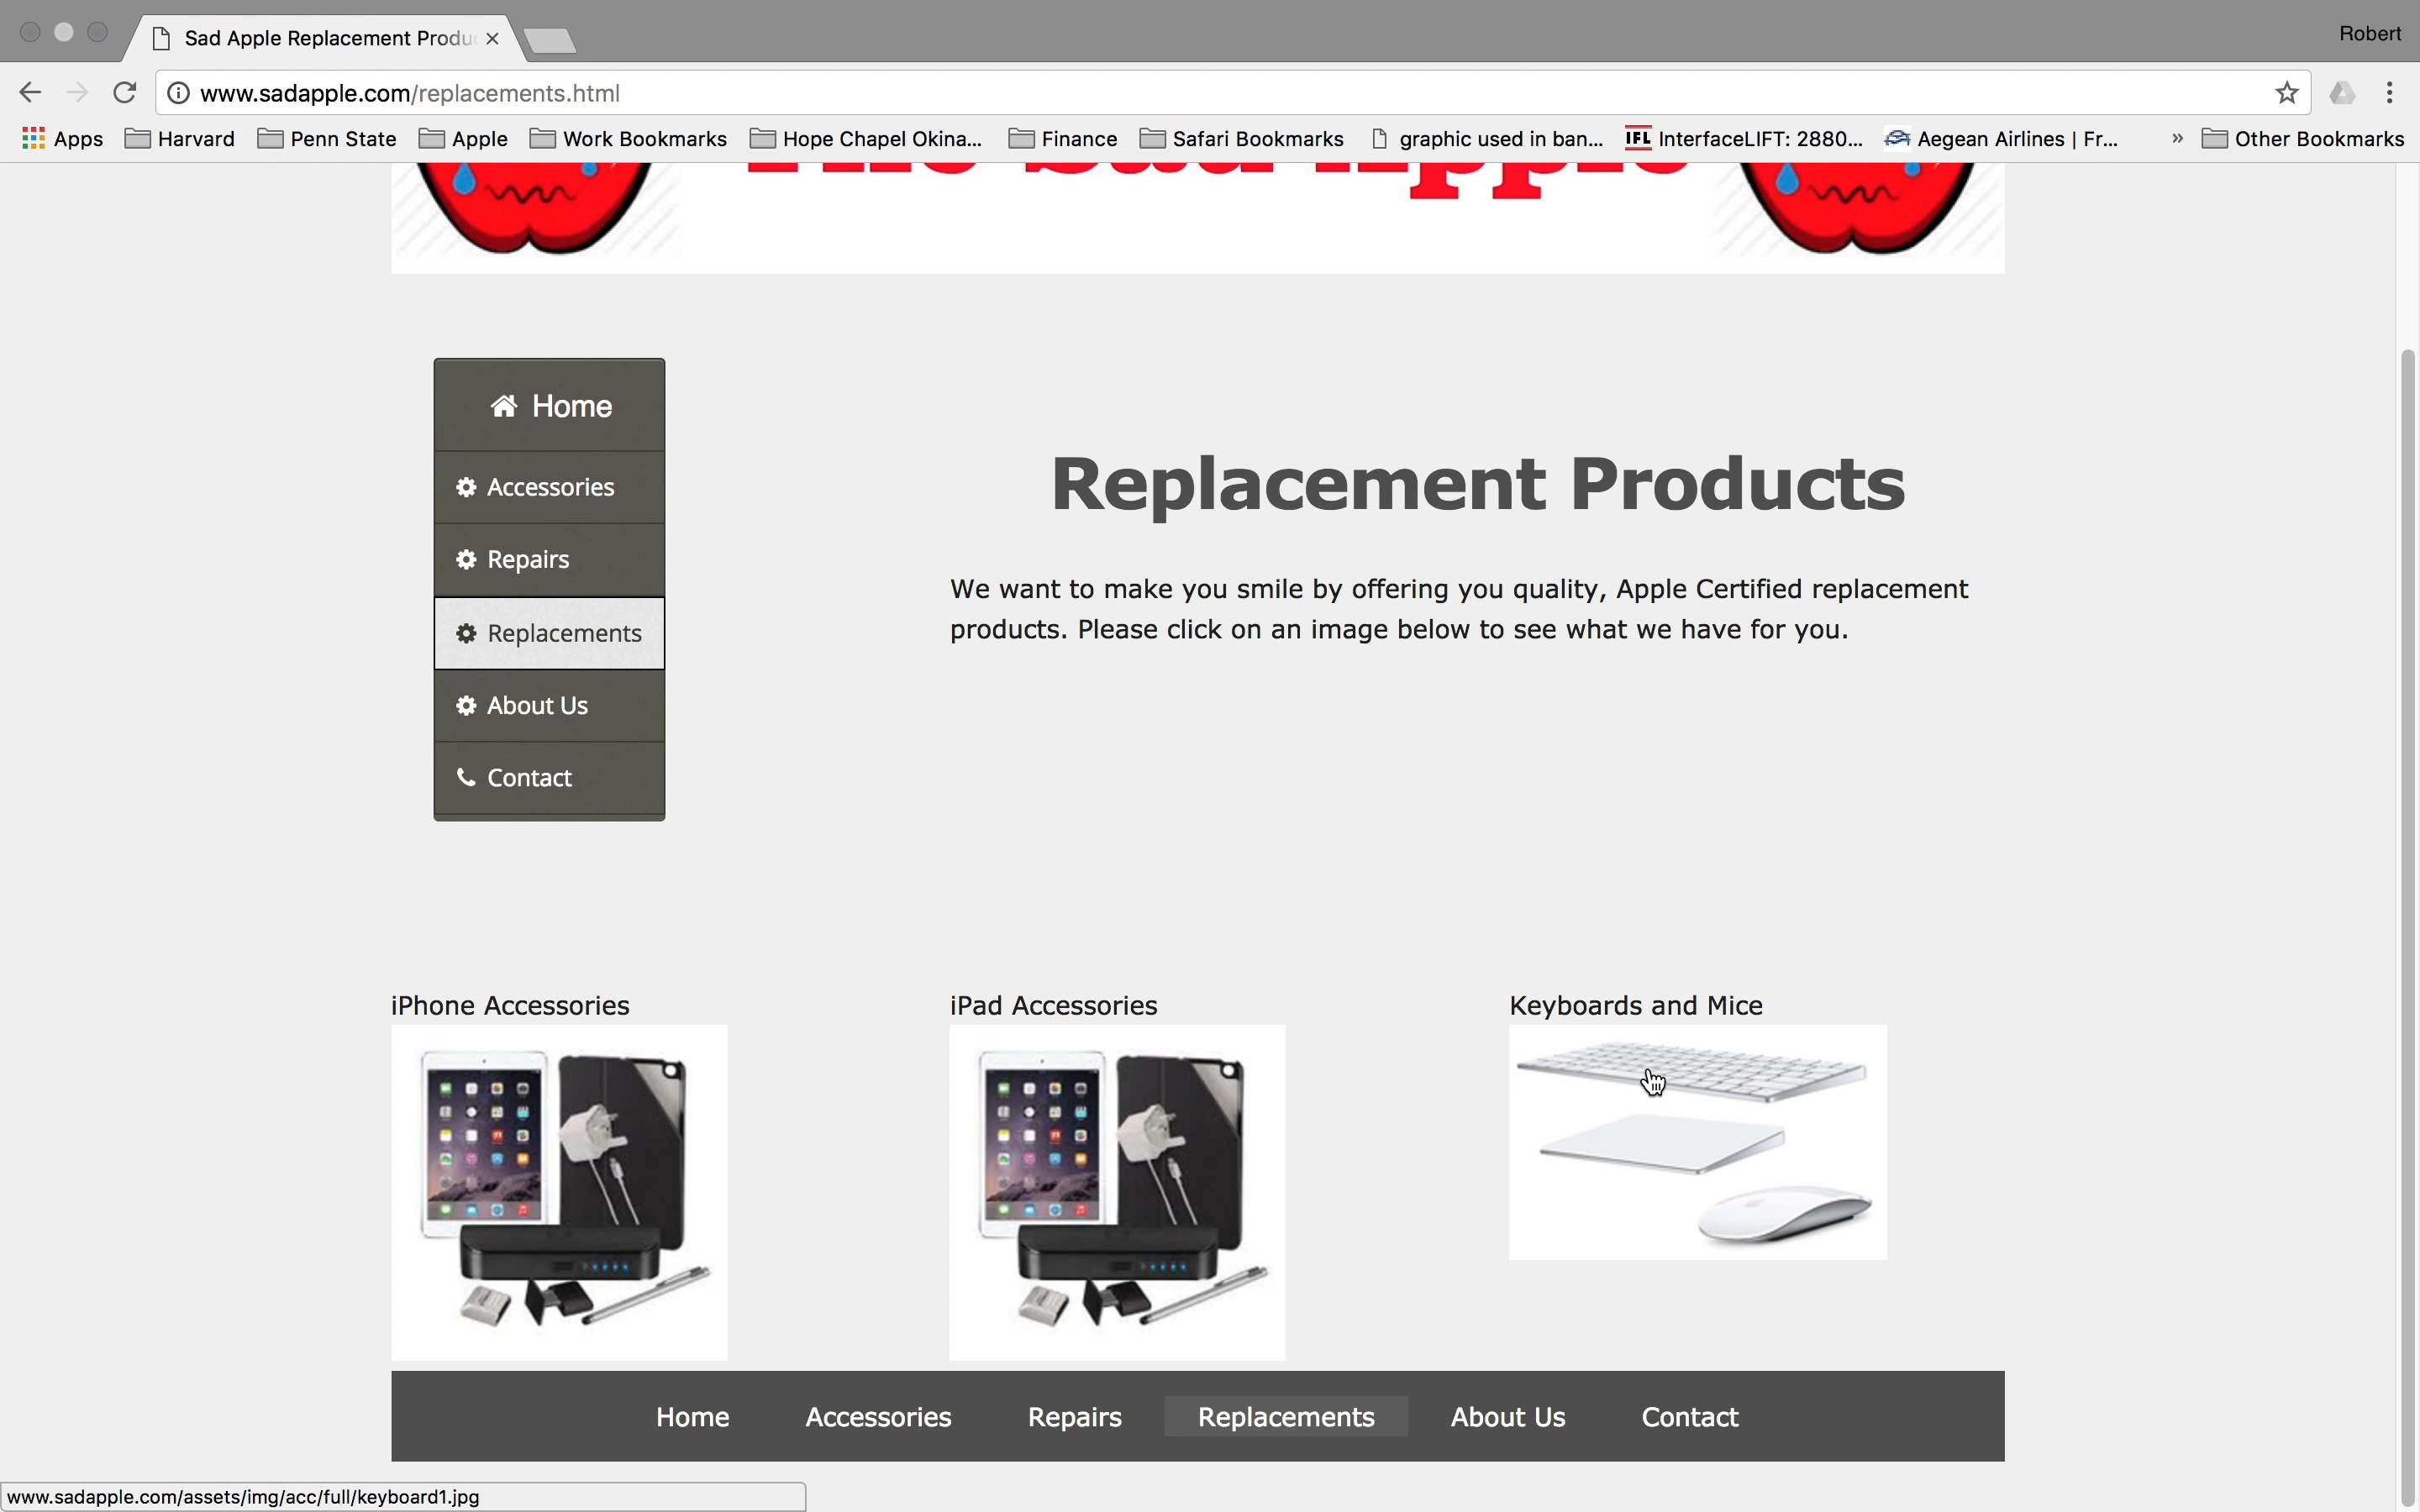 Sad Apple Replacement Produ
Robert
www.sadapple.com/replacements.html
Apps
Harvard
Penn State
Apple
Work Bookmarks
Hope Chapel Okina...
Finance
Safari Bookmarks
graphic used in ban...
IFL InterfaceLIFT: 2880...
Aegean Airlines | Fr...
»
Other Bookmarks
The Sad Apple
Home
Accessories
Repairs
Replacements
About Us
Contact
Replacement Products
We want to make you smile by offering you quality, Apple Certified replacement
products. Please click on an image below to see what we have for you.
iPhone Accessories
iPad Accessories
Keyboards and Mice
Home
Accessories
Repairs
Replacements
About Us
Contact
www.sadapple.com/assets/img/acc/full/keyboard1.jpg